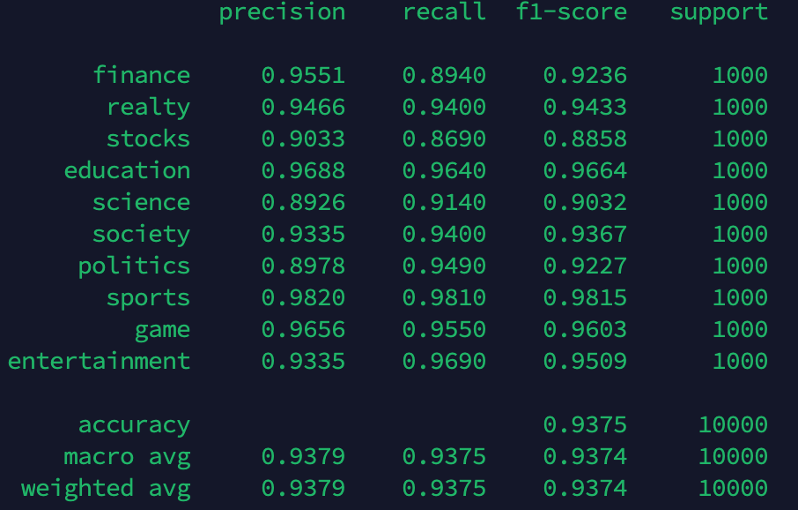 precision recall f1-score support
finance 0.9551 0.8940 0.9236 1000
realty 0.9466 0.9400 0.9433 1000
stocks 0.9033 0.8690 0.8858 1000
education 0.9688 0.9640 0.9664 1000
science 0.8926 0.9140 0.9032 1000
society 0.9335 0.9400 0.9367 1000
politics 0.8978 0.9490 0.9227 1000
sports 0.9820 0.9810 0.9815 1000
game 0.9656 0.9550 0.9603 1000
entertainment 0.9335 0.9690 0.9509 1000
accuracy 0.9375 10000
macro avg 0.9379 0.9375 0.9374 10000
weighted avg 0.9379 0.9375 0.9374 10000